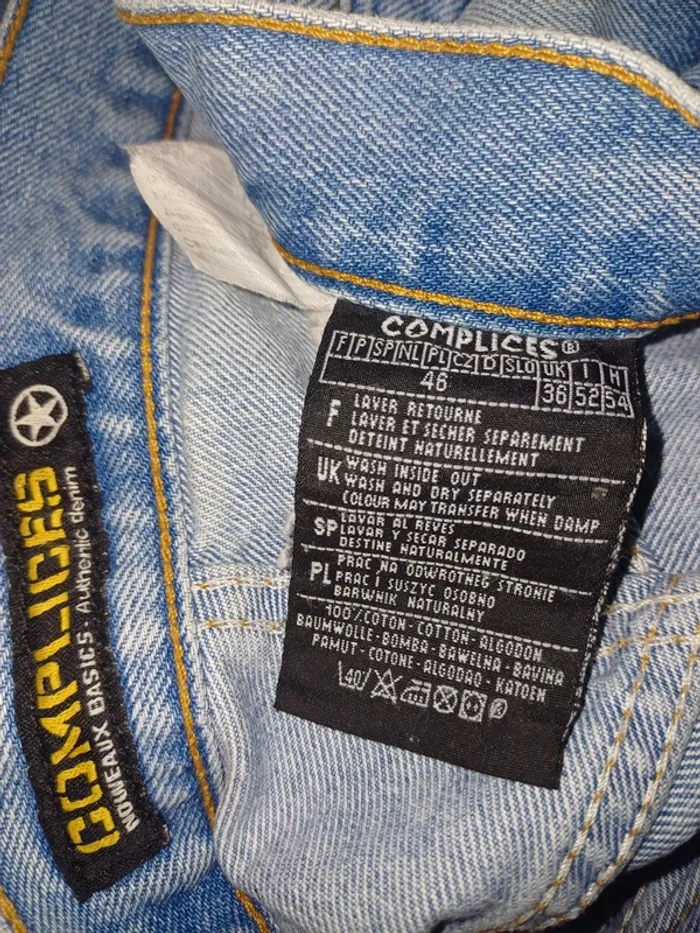 COMPLICES®
F P SP NL PL CZ D SLO UK I H
46 36 52 54
F LAVER RETOURNE
LAVER ET SECHER SEPAREMENT
DETEINT NATURELLEMENT
UK WASH INSIDE OUT
WASH AND DRY SEPARATELY
COLOUR MAY TRANSFER WHEN DAMP
SP LAVAR AL REVES
LAVAR Y SECAR SEPARADO
DESTINE NATURALMENTE
PL PRAC NA ODWROTNEG STRONIE
PRAC I SUSZYC OSOBNO
BARWNIK NATURALNY
100% COTON - COTTON - ALGODON
BAUMWOLLE - BOMBA - BAWELNA - BAVLNA
PAMUT - COTONE - ALGODAO - KATOEN
40
COMPLICES
NOUVEAUX BASICS - Authentic denim